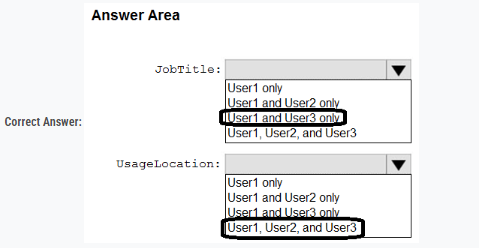 Answer Area
JobTitle:
User1 only
User1 and User2 only
User1 and User3 only
User1, User2, and User3
Correct Answer:
UsageLocation:
User1 only
User1 and User2 only
User1 and User3 only
User1, User2, and User3